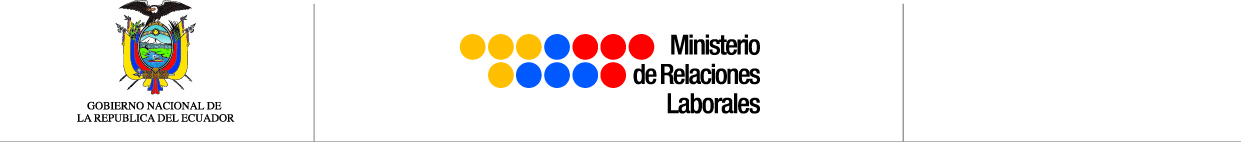 GOBIERNO NACIONAL DE
LA REPUBLICA DEL ECUADOR
Ministerio
de Relaciones
Laborales